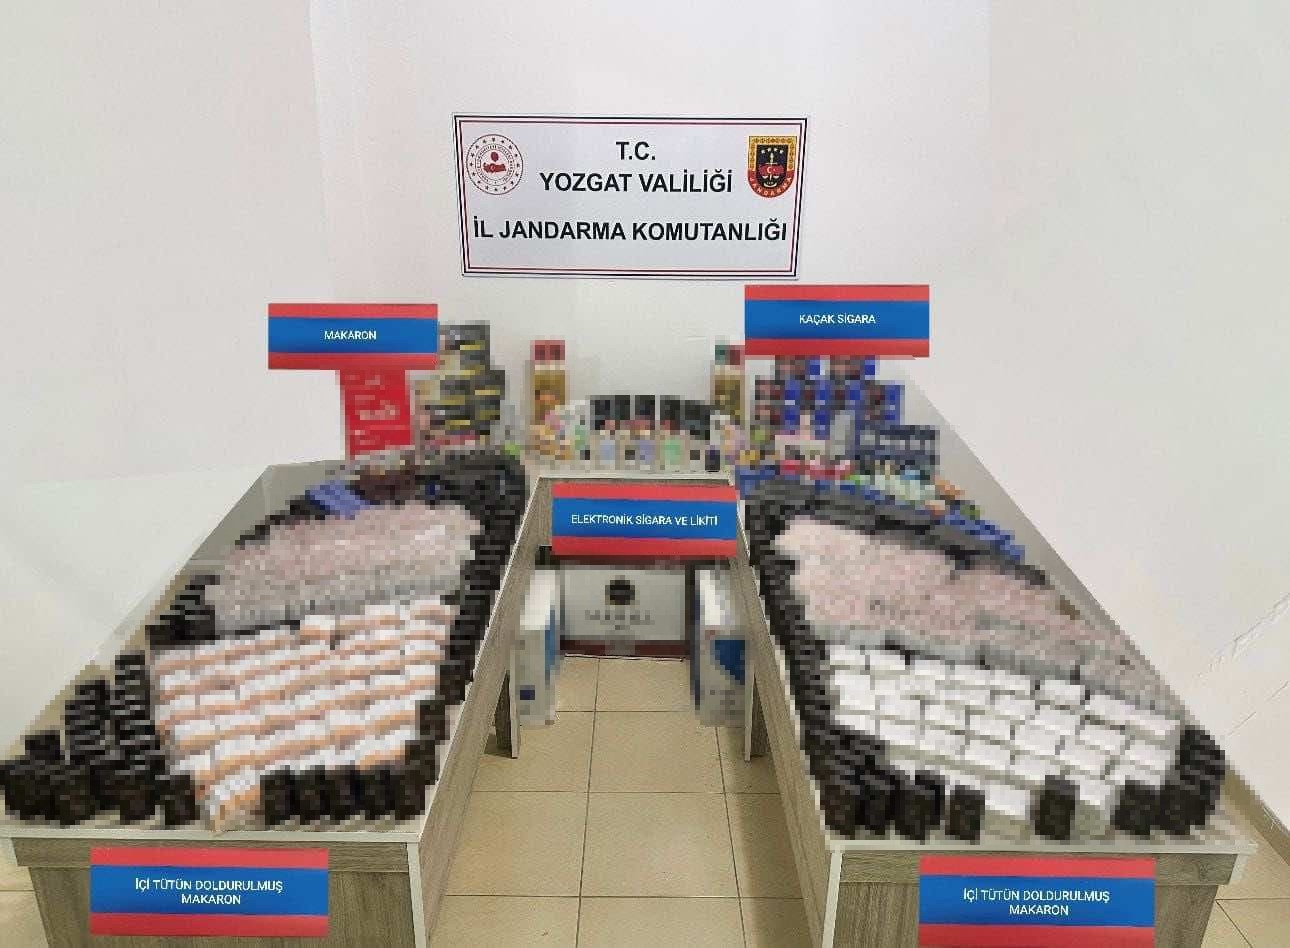 T.C.
YOZGAT VALİLİĞİ
İL JANDARMA KOMUTANLIĞI
JANDARMA
MAKARON
KAÇAK SİGARA
ELEKTRONİK SİGARA VE LİKİTİ
İÇİ TÜTÜN DOLDURULMUŞ
MAKARON
İÇİ TÜTÜN DOLDURULMUŞ
MAKARON